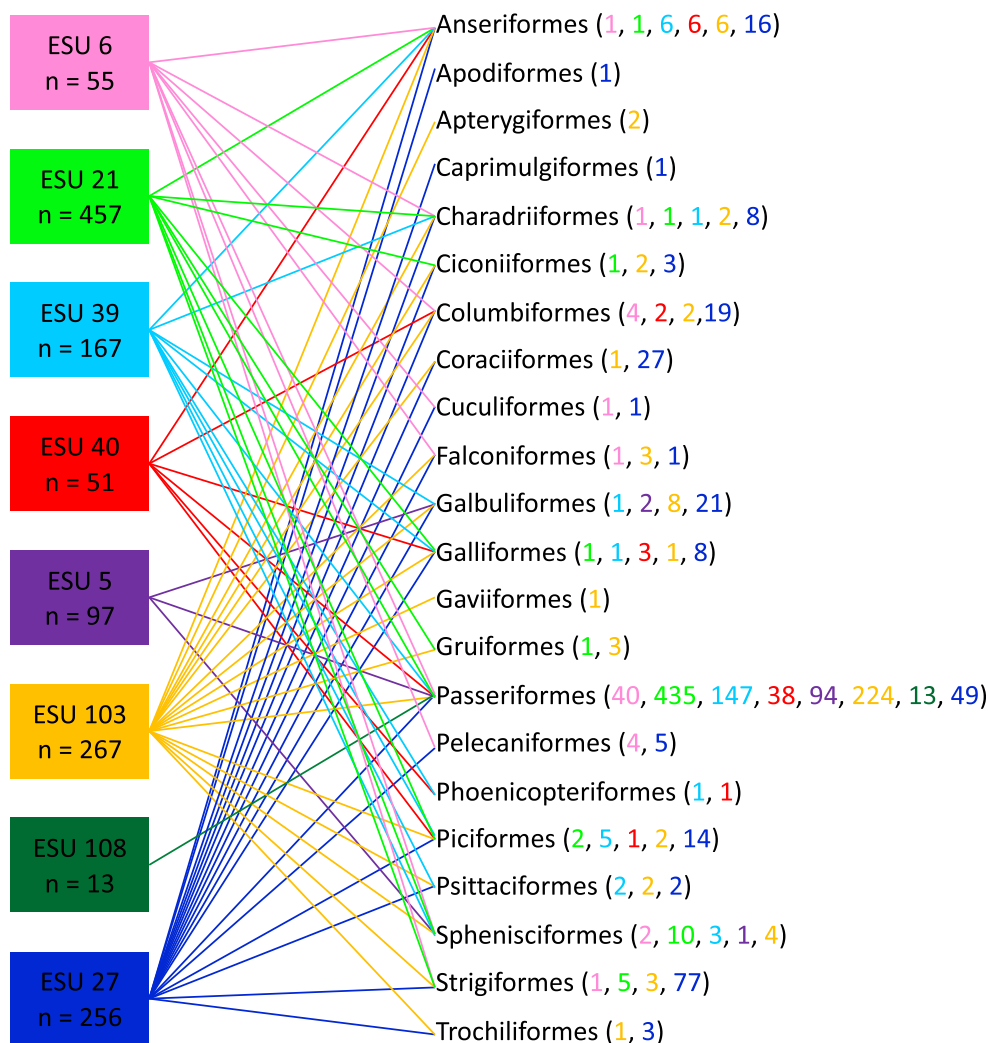 ESU 6
n = 55
ESU 21
n = 457
ESU 39
n = 167
ESU 40
n = 51
ESU 5
n = 97
ESU 103
n = 267
ESU 108
n = 13
ESU 27
n = 256
Anseriformes (1, 1, 6, 6, 6, 16)
Apodiformes (1)
Apterygiformes (2)
Caprimulgiformes (1)
Charadriiformes (1, 1, 1, 2, 8)
Ciconiiformes (1, 2, 3)
Columbiformes (4, 2, 2,19)
Coraciiformes (1, 27)
Cuculiformes (1, 1)
Falconiformes (1, 3, 1)
Galbuliformes (1, 2, 8, 21)
Galliformes (1, 1, 3, 1, 8)
Gaviiformes (1)
Gruiformes (1, 3)
Passeriformes (40, 435, 147, 38, 94, 224, 13, 49)
Pelecaniformes (4, 5)
Phoenicopteriformes (1, 1)
Piciformes (2, 5, 1, 2, 14)
Psittaciformes (2, 2, 2)
Sphenisciformes (2, 10, 3, 1, 4)
Strigiformes (1, 5, 3, 77)
Trochiliformes (1, 3)